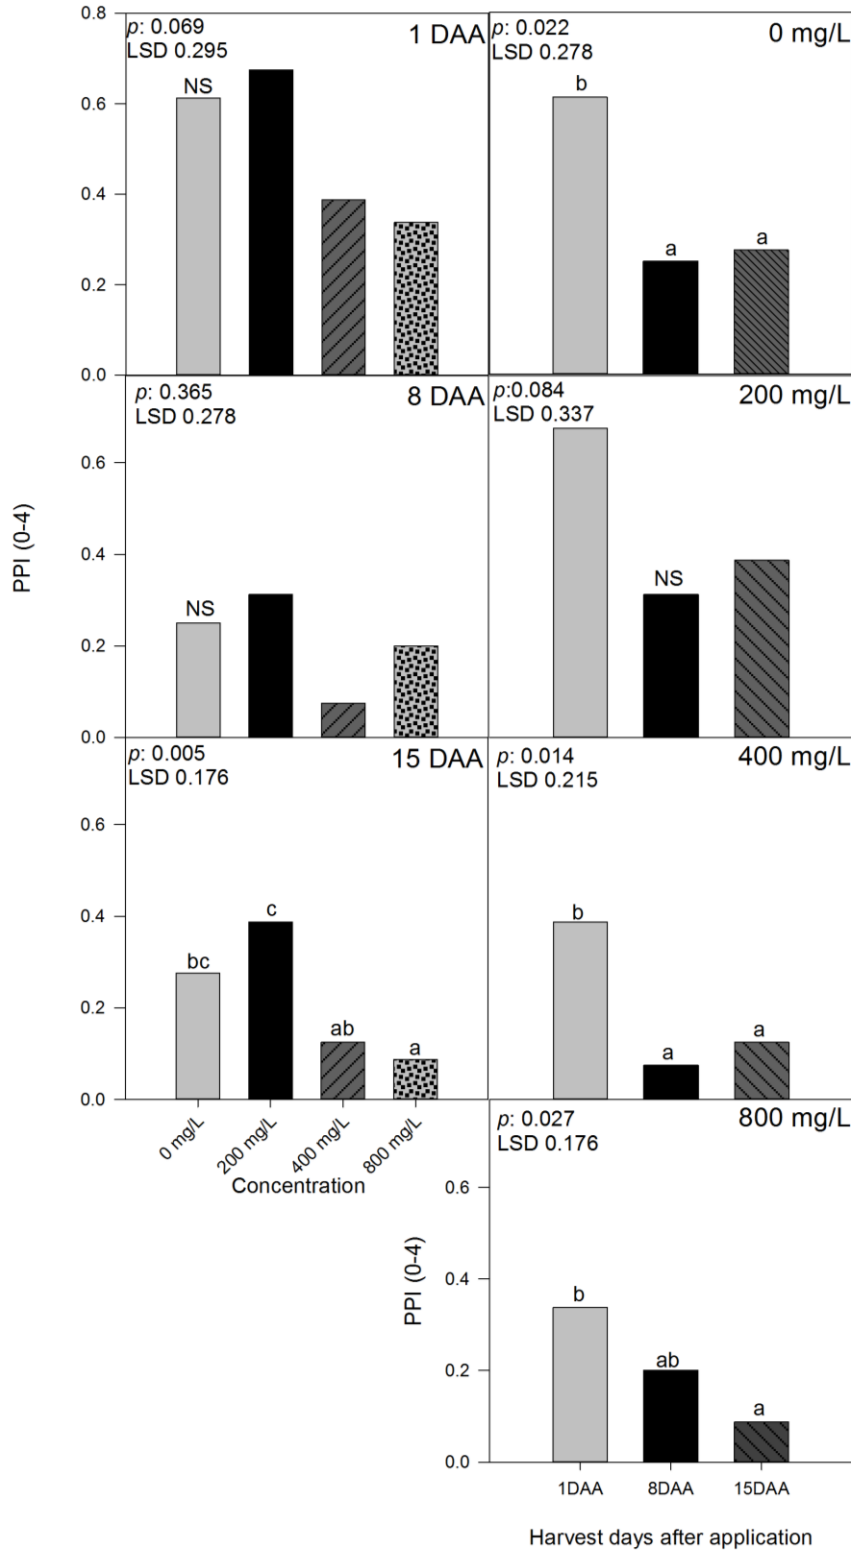 0.8
p: 0.069
LSD 0.295
1 DAA
NS
0.6
0.4
0.2
0.0
p: 0.022
LSD 0.278
0 mg/L
b
a
a
p: 0.365
LSD 0.278
8 DAA
NS
0.6
0.4
0.2
0.0
p:0.084
LSD 0.337
200 mg/L
NS
PPI (0-4)
p: 0.005
LSD 0.176
15 DAA
bc
c
ab
a
0.6
0.4
0.2
0.0
0 mg/L
200 mg/L
400 mg/L
800 mg/L
Concentration
p: 0.014
LSD 0.215
400 mg/L
b
a
a
p: 0.027
LSD 0.176
800 mg/L
b
ab
a
0.6
0.4
0.2
0.0
PPI (0-4)
1DAA
8DAA
15DAA
Harvest days after application